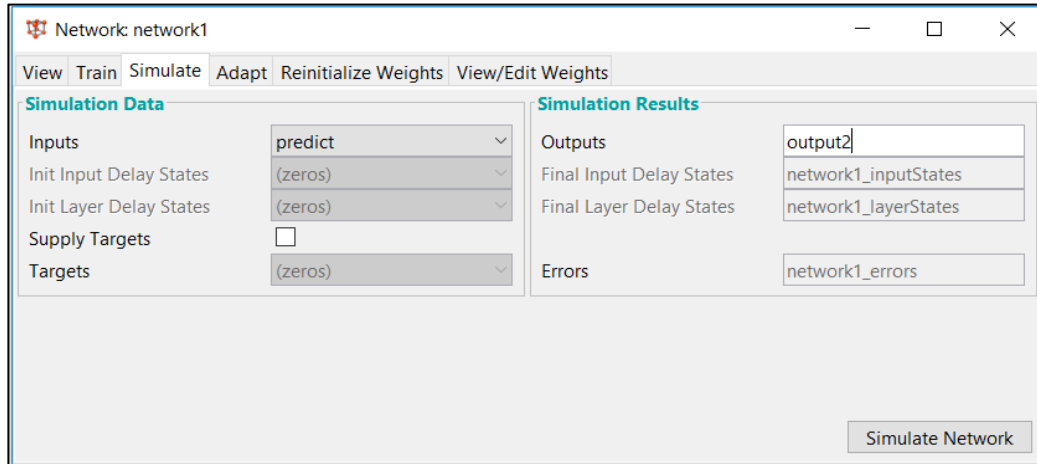 Network: network1
View Train Simulate Adapt Reinitialize Weights View/Edit Weights
Simulation Data
Inputs predict
Init Input Delay States (zeros)
Init Layer Delay States (zeros)
Supply Targets
Targets (zeros)
Simulation Results
Outputs output2
Final Input Delay States network1_inputStates
Final Layer Delay States network1_layerStates
Errors network1_errors
Simulate Network